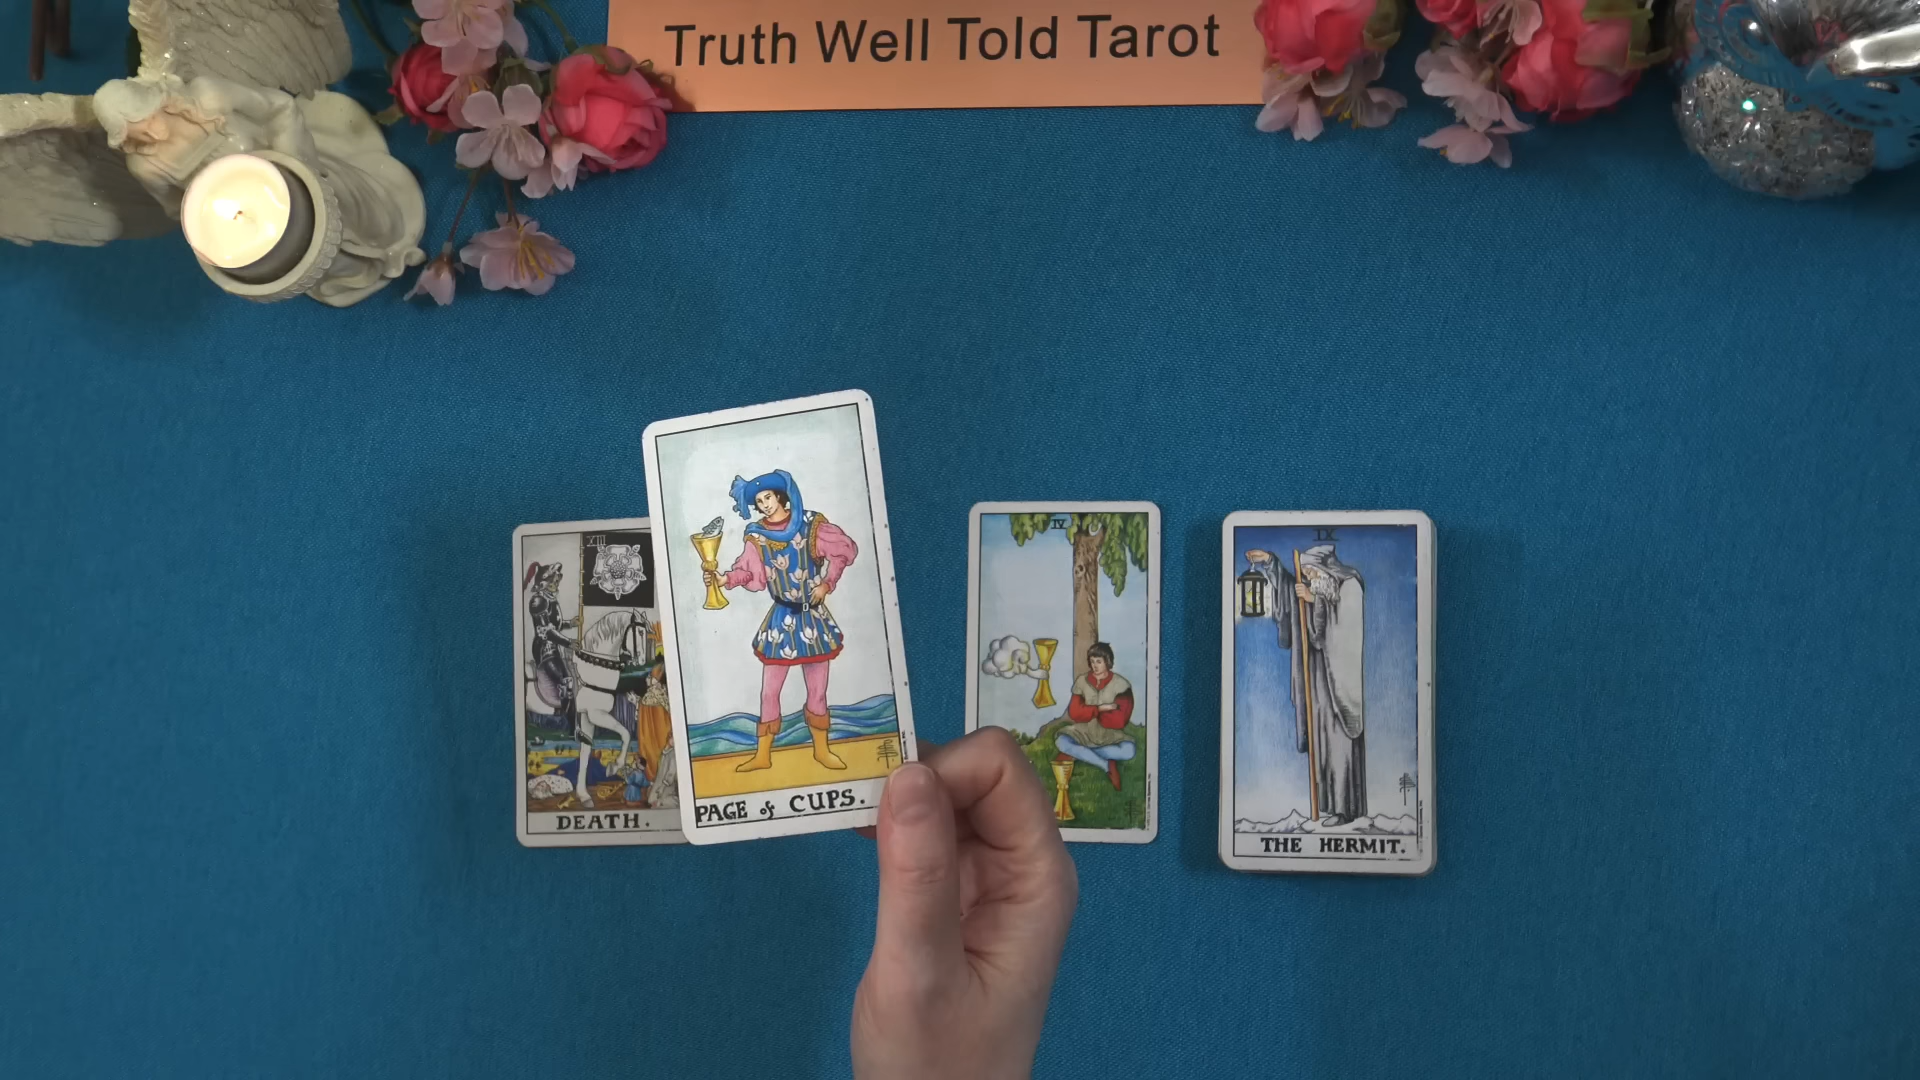 Truth Well Told Tarot
XIII
DEATH.
PAGE of CUPS.
IV
IX
THE HERMIT.